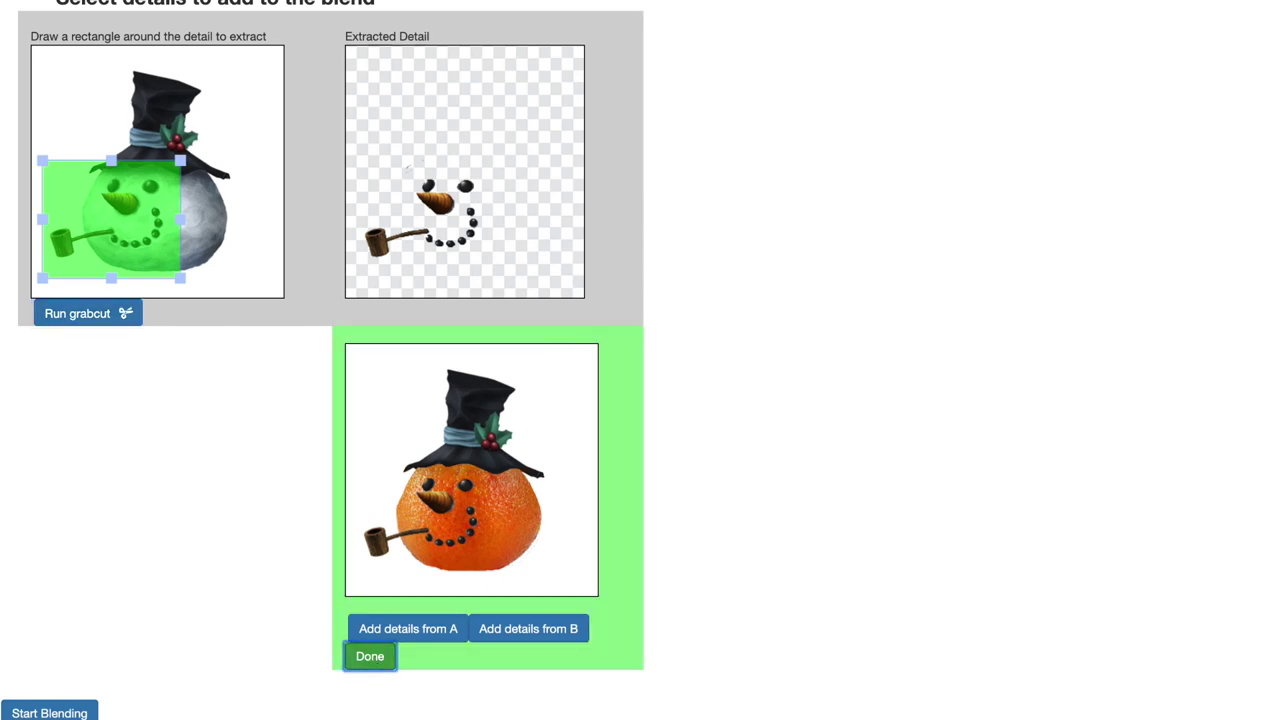 Select details to add to the blend
Draw a rectangle around the detail to extract
Extracted Detail
Run grabcut
Add details from A
Add details from B
Done
Start Blending